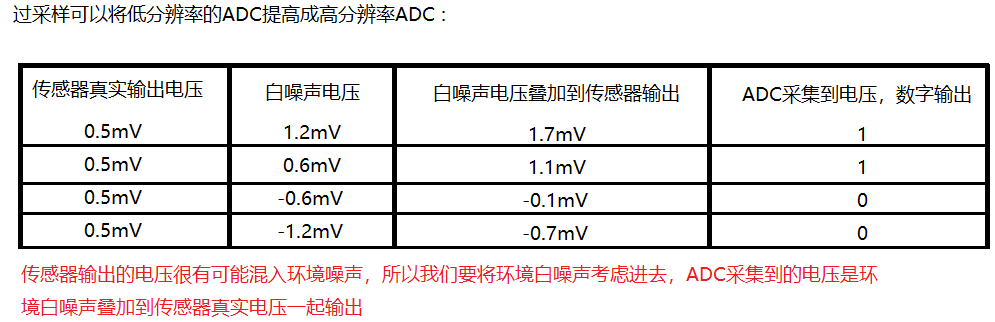 过采样可以将低分辨率的ADC提高成高分辨率ADC：
传感器真实输出电压 白噪声电压 白噪声电压叠加到传感器输出 ADC采集到电压，数字输出
0.5mV 1.2mV 1.7mV 1
0.5mV 0.6mV 1.1mV 1
0.5mV -0.6mV -0.1mV 0
0.5mV -1.2mV -0.7mV 0
传感器输出的电压很有可能混入环境噪声，所以我们要将环境白噪声考虑进去，ADC采集到的电压是环
境白噪声叠加到传感器真实电压一起输出